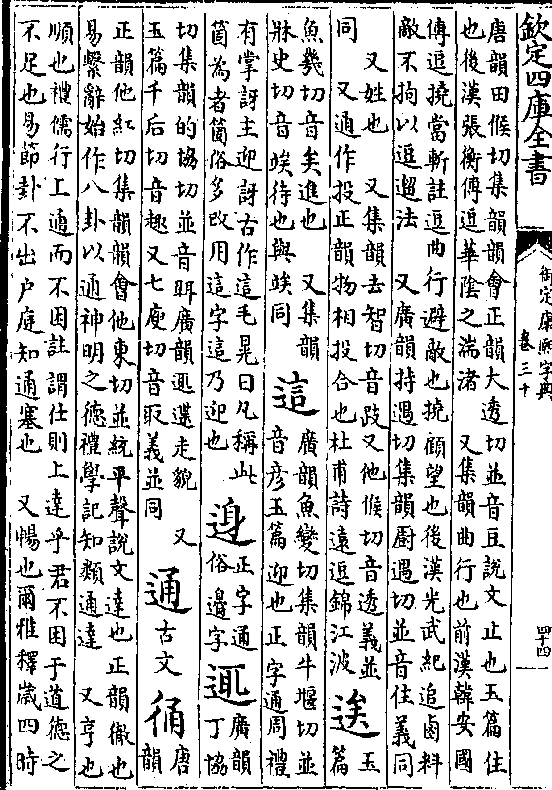 欽定四庫全書
御定康熙字典
卷三十
四十四
唐韻田候切集韻韻會正韻大透切並音豆說文止也玉篇住
也後漢張衡傳逗華陰之湍渚 又集韻曲行也前漢韓安國
傳逗撓當斬註逗曲行避敵也撓顧望也後漢光武紀追鹵料
敵不拘以逗遛法 又廣韻持遇切集韻廚遇切並音住義同
又姓也 又集韻去智切音跂又他候切音透義並
同 又通作投正韻物相投合也杜甫詩遠逗錦江波
逘
玉
篇
魚幾切音矣進也 又集韻
牀史切音竢待也與竢同
這
廣韻魚變切集韻牛堰切並
音彥玉篇迎也正字通周禮
有掌訝主迎訝古作這毛晃曰凡稱此
箇為者箇俗多改用這字這乃迎也
正字通
俗邊字
廣韻
丁協
切集韻的協切並音耴廣韻走貌 又
玉篇千后切音趣又七庾切音取義並同
通
古文
唐
韻
正韻他紅切集韻韻會他東切並統平聲說文達也正韻徹也
易繫辭始作八卦以通神明之德禮學記知類通達 又亨也
順也禮儒行上通而不困註謂仕則上達乎君不困于道德之
不足也易節卦不出戶庭知通塞也 又暢也爾雅釋歲四時